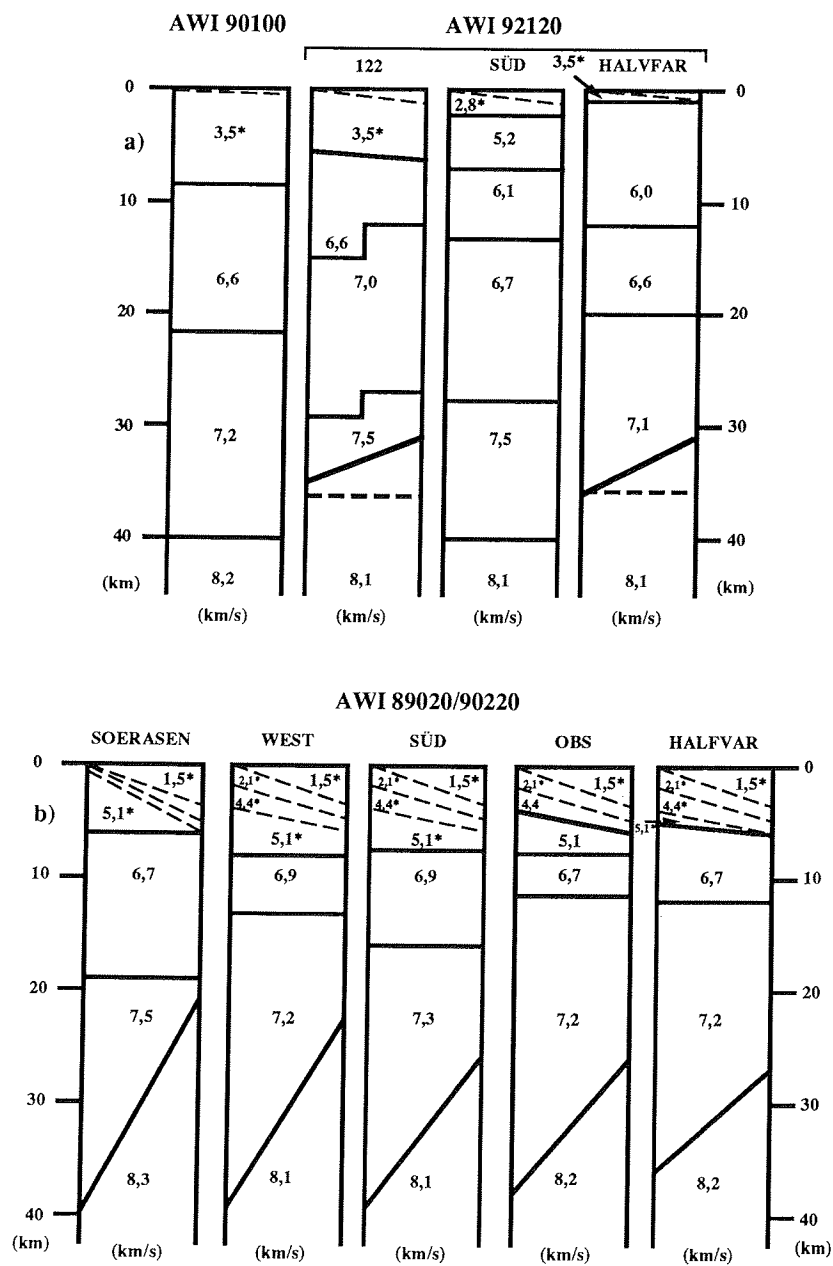 AWI 90100 AWI 92120
122 SÜD 3,5* HALVFAR
0 0
a) 3,5* 3,5* 2,8* 5,2
10 6,1 6,0 10
6,6 6,6 7,0 6,7 6,6
20 20
30 7,2 7,5 7,5 7,1 30
40 40
(km) 8,2 8,1 8,1 8,1 (km)
(km/s) (km/s) (km/s) (km/s)
AWI 89020/90220
SOERASEN WEST SÜD OBS HALFVAR
0 0
1,5* 2,1* 1,5* 2,1* 1,5* 2,1* 1,5* 2,1* 1,5*
b) 5,1* 4,4* 4,4* 4,4 4,4*
5,1* 5,1* 5,1 5,1*
10 6,7 6,9 6,9 6,7 6,7 10
20 20
7,5 7,2 7,3 7,2 7,2
30 30
8,3 8,1 8,1 8,2 8,2
40 40
(km) (km)
(km/s) (km/s) (km/s) (km/s) (km/s)